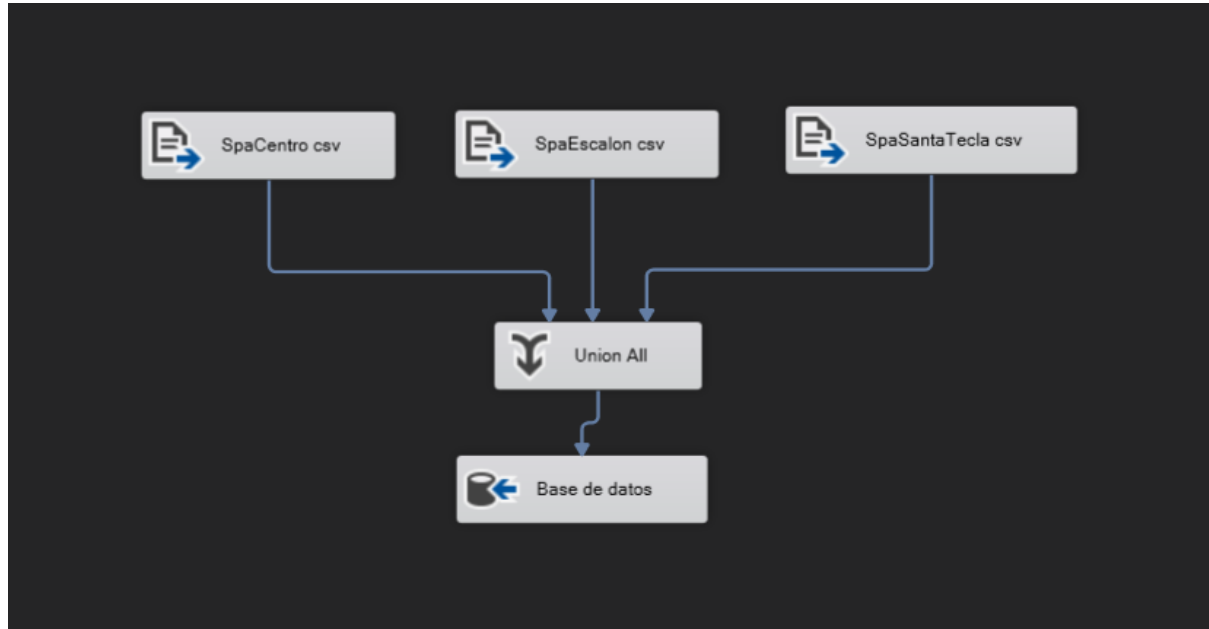 SpaCentro csv
SpaEscalon csv
SpaSantaTecla csv
Union All
Base de datos